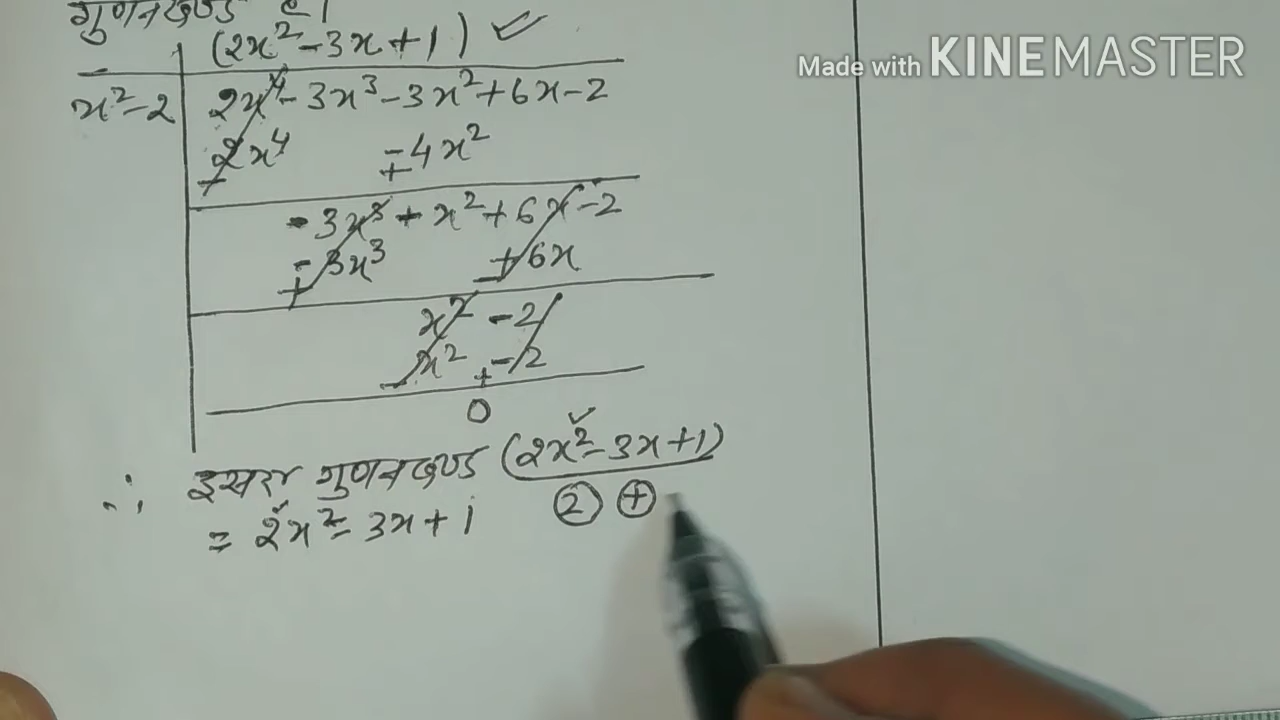 गुणनखण्ड है।
(2x² - 3x + 1) ✓
Made with KINEMASTER
x² - 2 | 2x⁴ - 3x³ - 3x² + 6x - 2
2x⁴ - 4x²
- +
- 3x³ + x² + 6x - 2
- 3x³ + 6x
+ -
x² - 2
x² - 2
- +
0
∴ इसका गुणनखण्ड (2x² - 3x + 1)
= 2x² - 3x + 1 ② ⊕